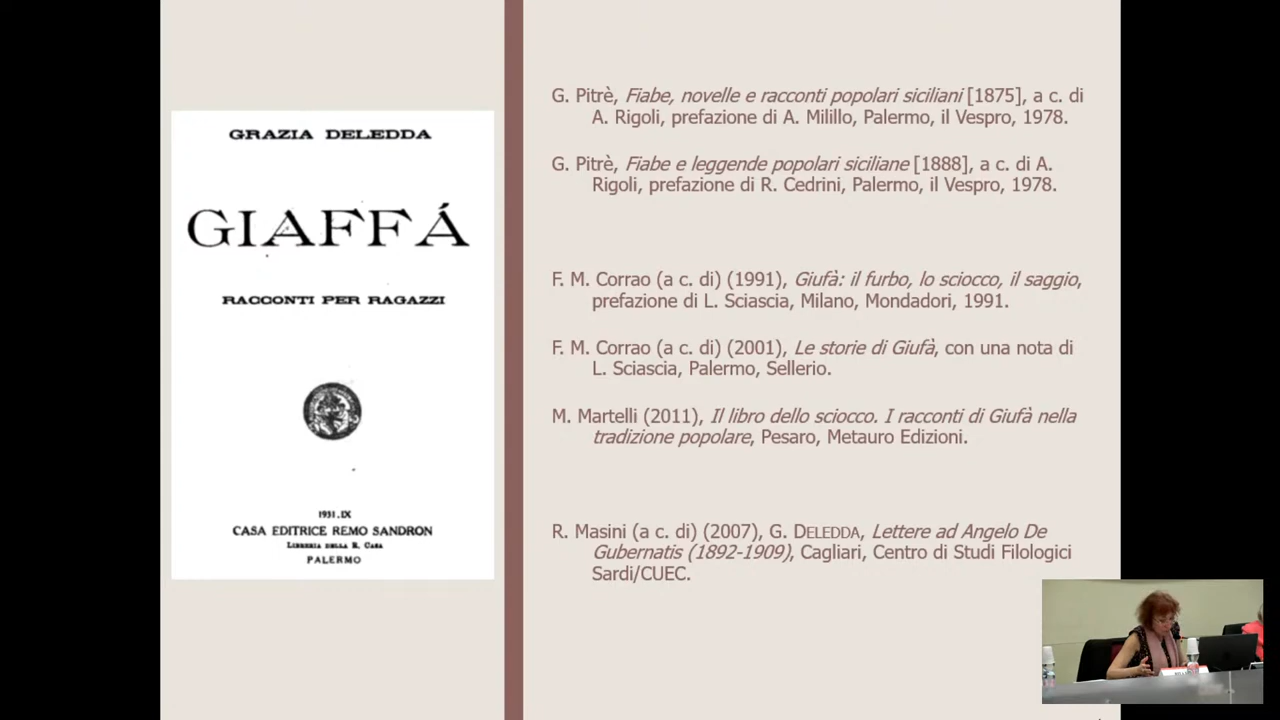 GRAZIA DELEDDA
GIAFFÁ
RACCONTI PER RAGAZZI
1931.IX
CASA EDITRICE REMO SANDRON
LIBRERIA DELLA R. CASA
PALERMO
G. Pitrè, Fiabe, novelle e racconti popolari siciliani [1875], a c. di
A. Rigoli, prefazione di A. Milillo, Palermo, il Vespro, 1978.
G. Pitrè, Fiabe e leggende popolari siciliane [1888], a c. di A.
Rigoli, prefazione di R. Cedrini, Palermo, il Vespro, 1978.
F. M. Corrao (a c. di) (1991), Giufà: il furbo, lo sciocco, il saggio,
prefazione di L. Sciascia, Milano, Mondadori, 1991.
F. M. Corrao (a c. di) (2001), Le storie di Giufà, con una nota di
L. Sciascia, Palermo, Sellerio.
M. Martelli (2011), Il libro dello sciocco. I racconti di Giufà nella
tradizione popolare, Pesaro, Metauro Edizioni.
R. Masini (a c. di) (2007), G. DELEDDA, Lettere ad Angelo De
Gubernatis (1892-1909), Cagliari, Centro di Studi Filologici
Sardi/CUEC.